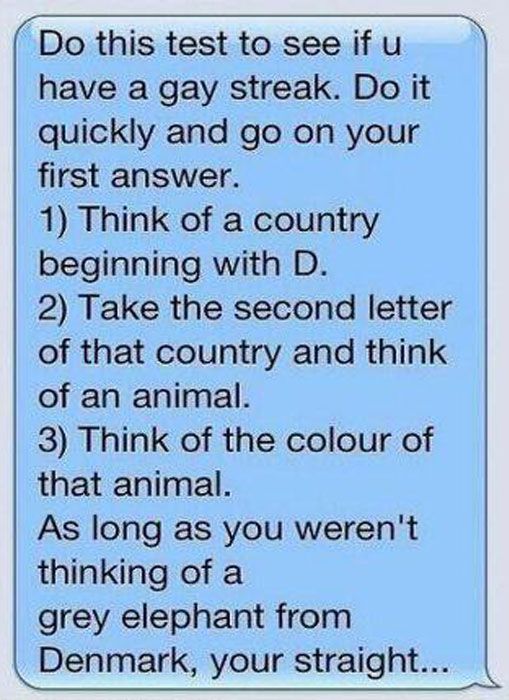 Do this test to see if u
have a gay streak. Do it
quickly and go on your
first answer.
1) Think of a country
beginning with D.
2) Take the second letter
of that country and think
of an animal.
3) Think of the colour of
that animal.
As long as you weren't
thinking of a
grey elephant from
Denmark, your straight...